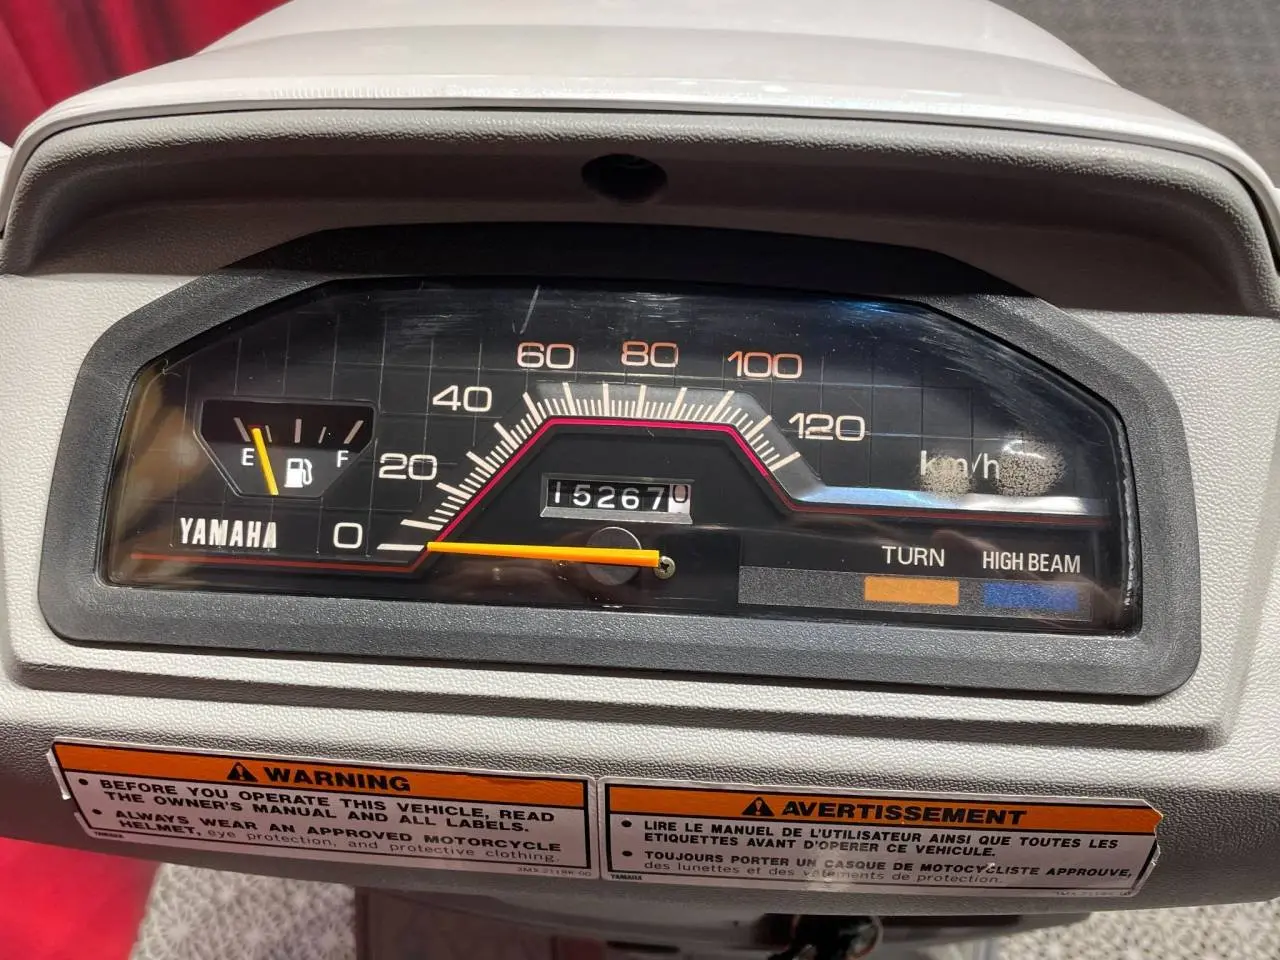 60 80 100
40 120
20
E F
km/h
152670
YAMAHA 0
TURN HIGH BEAM
WARNING
• BEFORE YOU OPERATE THIS VEHICLE, READ
THE OWNER'S MANUAL AND ALL LABELS.
• ALWAYS WEAR AN APPROVED MOTORCYCLE
HELMET, eye protection, and protective clothing.
YAMAHA
AVERTISSEMENT
• LIRE LE MANUEL DE L'UTILISATEUR AINSI QUE TOUTES LES
ETIQUETTES AVANT D'OPERER CE VEHICULE.
• TOUJOURS PORTER UN CASQUE DE MOTOCYCLISTE APPROUVE,
des lunettes et des vêtements de protection.
YAMAHA